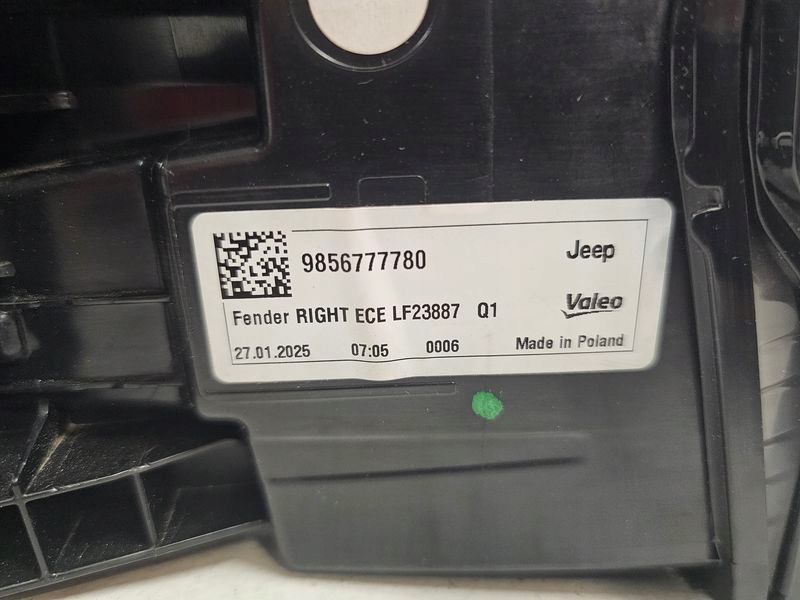 9856777780 Jeep
Fender RIGHT ECE LF23887 Q1 Valeo
27.01.2025 07:05 0006 Made in Poland